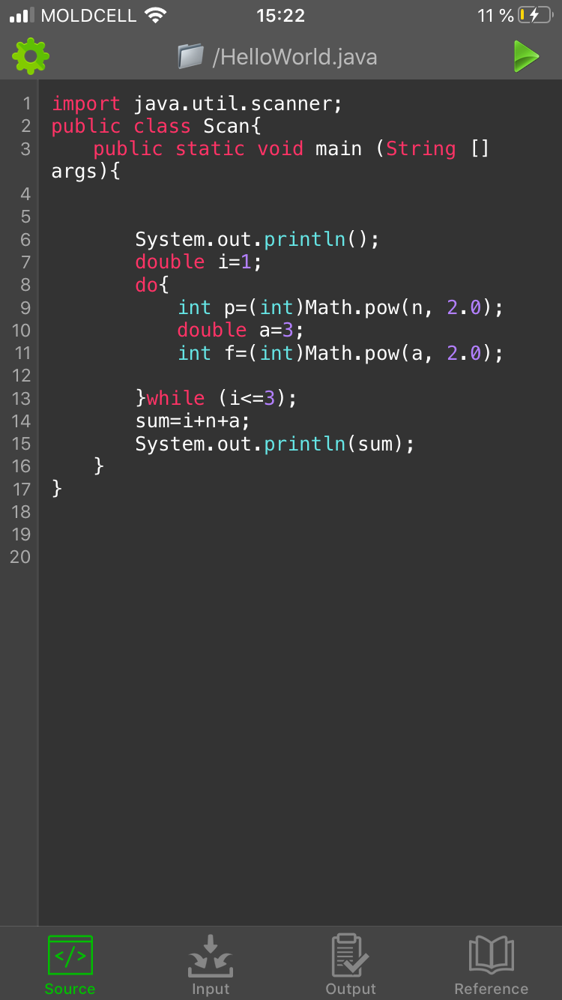 MOLDCELL 15:22 11 %
/HelloWorld.java
1 import java.util.scanner;
2 public class Scan{
3 public static void main (String []
args){
4
5
6 System.out.println();
7 double i=1;
8 do{
9 int p=(int)Math.pow(n, 2.0);
10 double a=3;
11 int f=(int)Math.pow(a, 2.0);
12
13 }while (i<=3);
14 sum=i+n+a;
15 System.out.println(sum);
16 }
17 }
18
19
20
</>
Source Input Output Reference